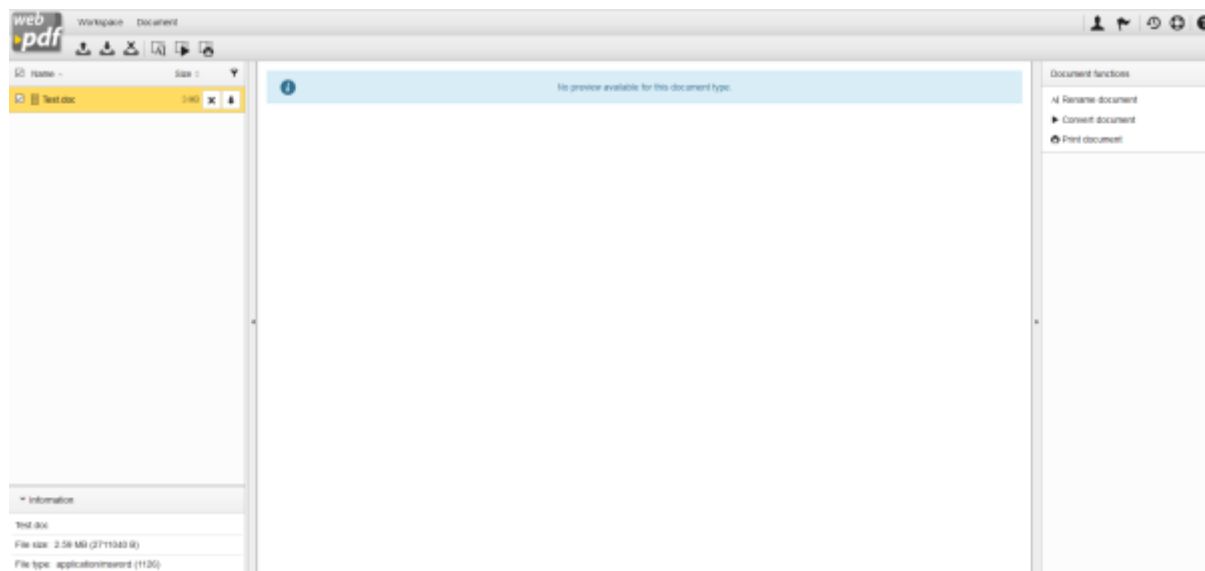 web
pdf
Workspace Document
Name Size
Test.doc
No preview available for this document type.
Document functions
Rename document
Convert document
Print document
Information
Test.doc
File size: 2.59 MB (2711040 B)
File type: application/msword (1126)